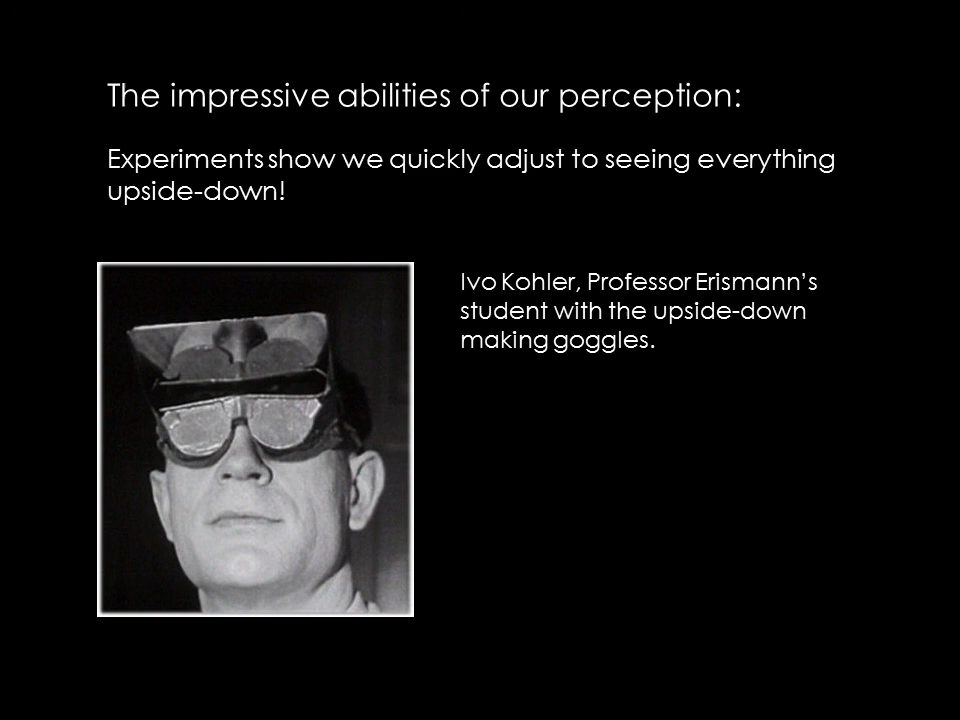 The impressive abilities of our perception:
Experiments show we quickly adjust to seeing everything
upside-down!
Ivo Kohler, Professor Erismann's
student with the upside-down
making goggles.